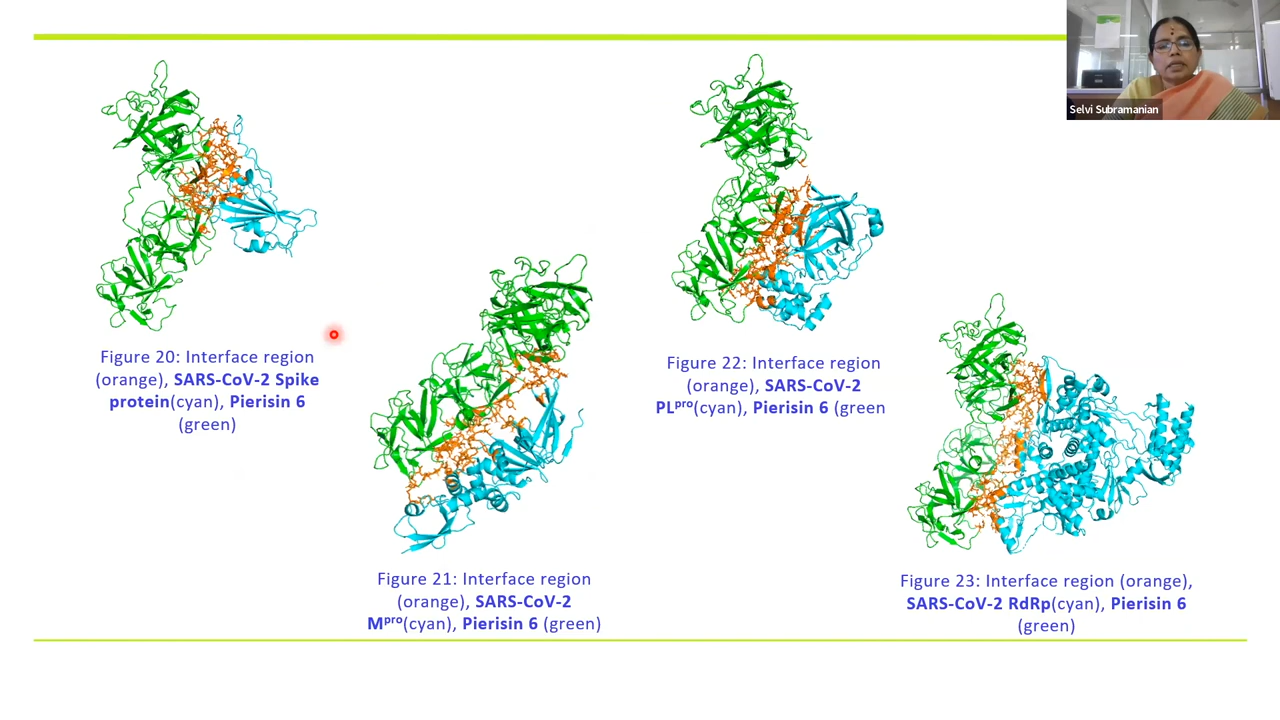 Selvi Subramanian
Figure 20: Interface region
(orange), SARS-CoV-2 Spike
protein(cyan), Pierisin 6
(green)
Figure 21: Interface region
(orange), SARS-CoV-2
Mᵖʳᵒ(cyan), Pierisin 6 (green)
Figure 22: Interface region
(orange), SARS-CoV-2
PLᵖʳᵒ(cyan), Pierisin 6 (green
Figure 23: Interface region (orange),
SARS-CoV-2 RdRp(cyan), Pierisin 6
(green)